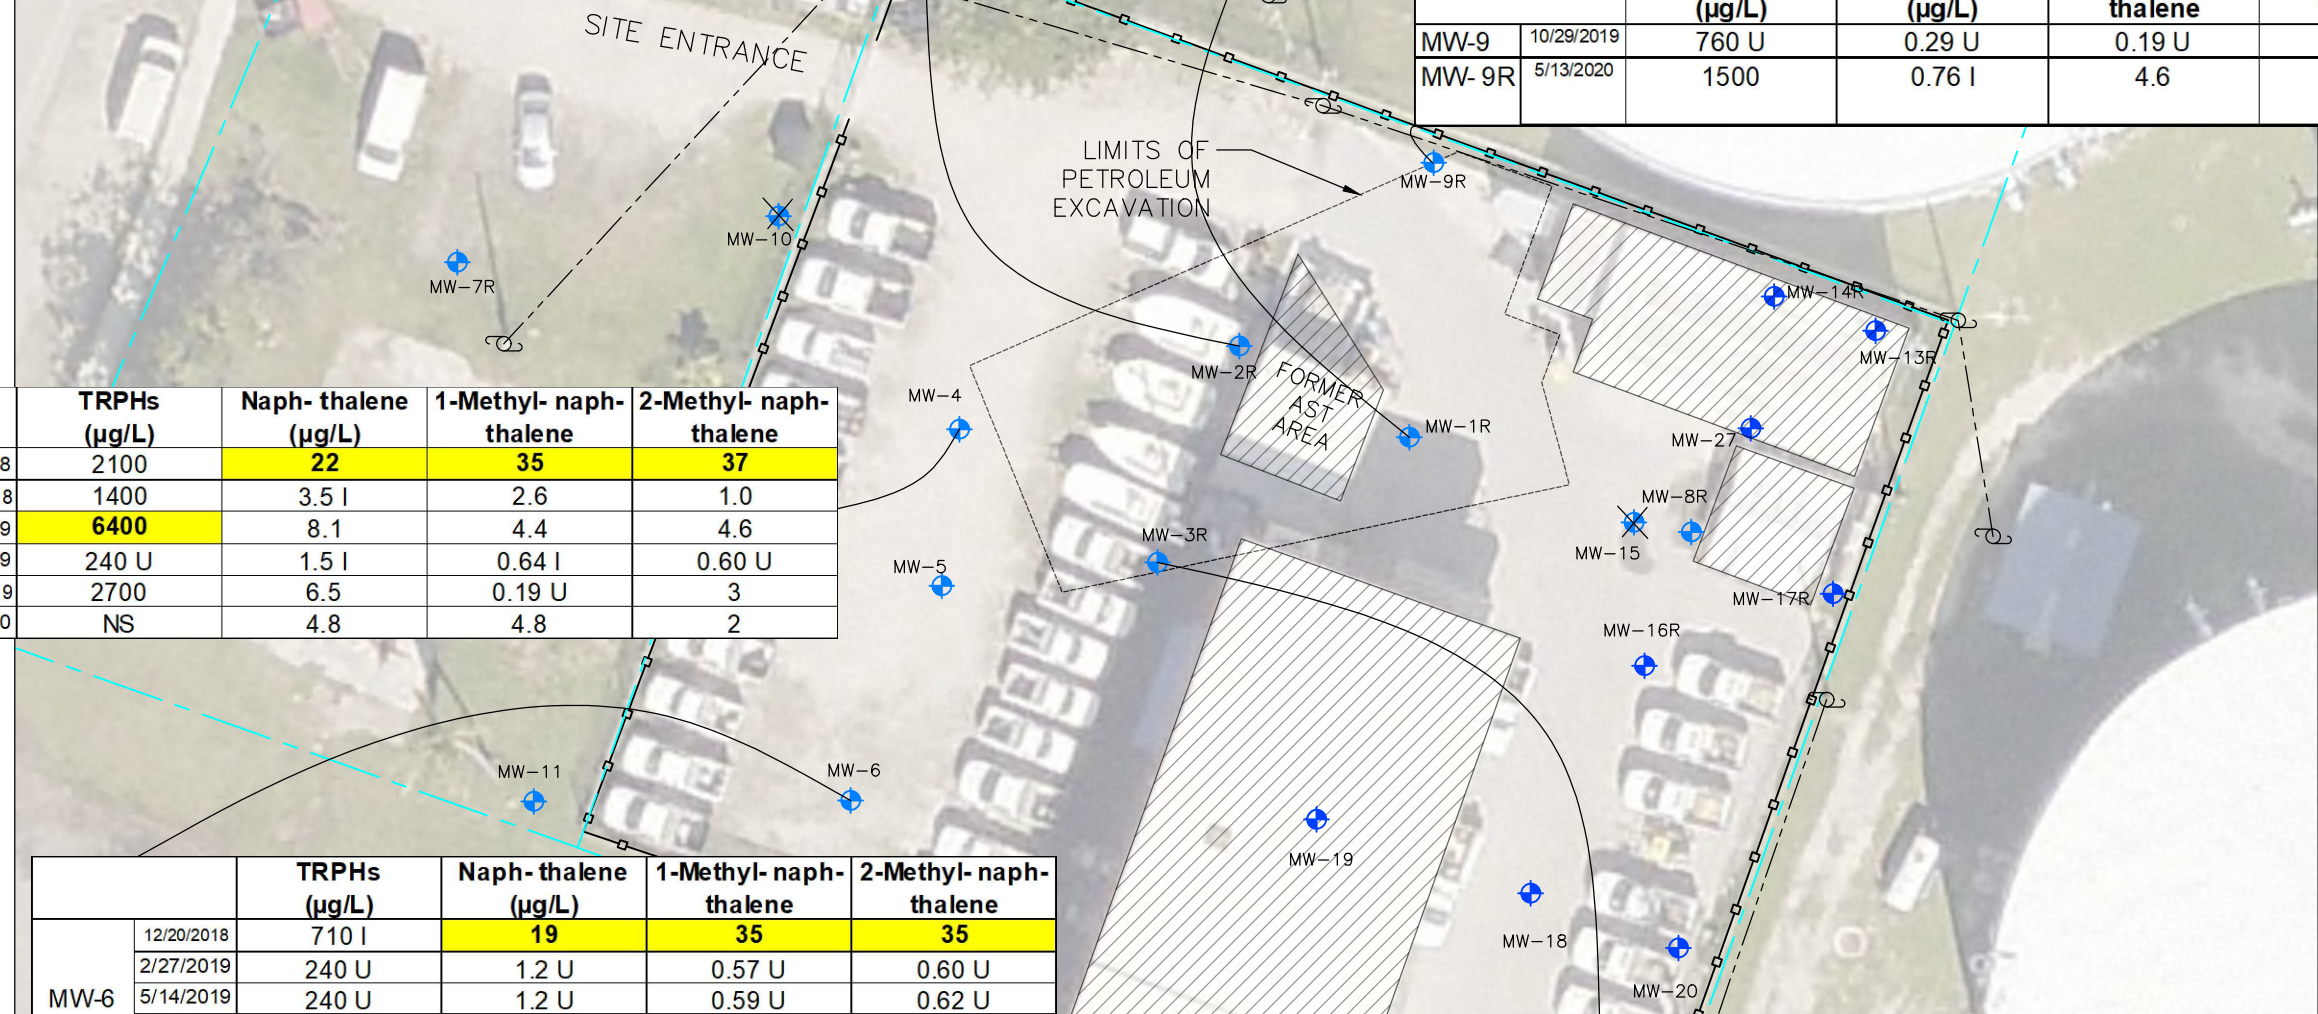 SITE ENTRANCE
(µg/L) (µg/L) thalene
MW-9 10/29/2019 760 U 0.29 U 0.19 U
MW- 9R 5/13/2020 1500 0.76 I 4.6
LIMITS OF
PETROLEUM
EXCAVATION
MW-9R
MW-10
MW-7R
MW-14R
MW-13R
MW-2R
FORMER
AST
AREA
MW-4
MW-1R
MW-27
TRPHs Naph- thalene 1-Methyl- naph- 2-Methyl- naph-
(µg/L) (µg/L) thalene thalene
8 2100 22 35 37
8 1400 3.5 I 2.6 1.0
9 6400 8.1 4.4 4.6
9 240 U 1.5 I 0.64 I 0.60 U
9 2700 6.5 0.19 U 3
0 NS 4.8 4.8 2
MW-8R
MW-15
MW-3R
MW-5
MW-17R
MW-16R
MW-11
MW-6
MW-19
MW-18
MW-20
TRPHs Naph- thalene 1-Methyl- naph- 2-Methyl- naph-
(µg/L) (µg/L) thalene thalene
12/20/2018 710 I 19 35 35
2/27/2019 240 U 1.2 U 0.57 U 0.60 U
MW-6 5/14/2019 240 U 1.2 U 0.59 U 0.62 U